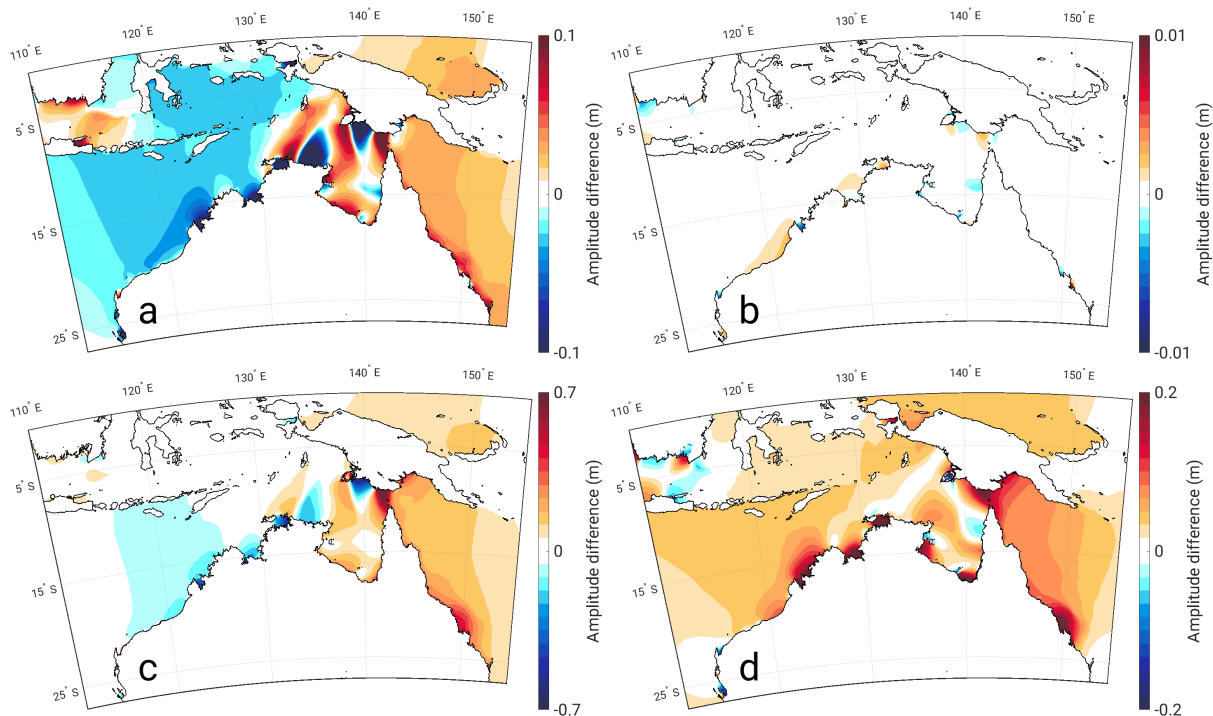 110° E
120° E
130° E
140° E
150° E
5° S
15° S
25° S
a
0.1
0
-0.1
Amplitude difference (m)
110° E
120° E
130° E
140° E
150° E
5° S
15° S
25° S
b
0.01
0
-0.01
Amplitude difference (m)
110° E
120° E
130° E
140° E
150° E
5° S
15° S
25° S
c
0.7
0
-0.7
Amplitude difference (m)
110° E
120° E
130° E
140° E
150° E
5° S
15° S
25° S
d
0.2
0
-0.2
Amplitude difference (m)